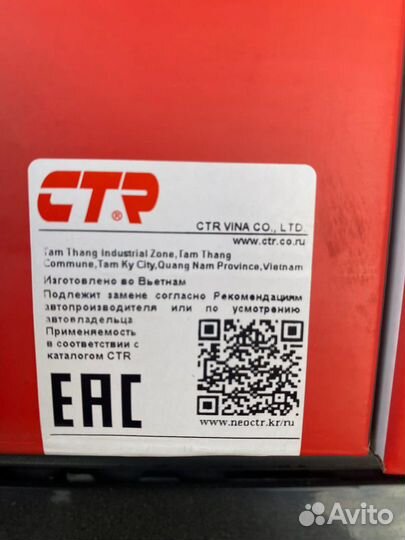 CTR®
CTR VINA CO., LTD.
www.ctr.co.ru
Tam Thang Industrial Zone,Tam Thang
Commune,Tam Ky City,Quang Nam Province,Vietnam
Изготовлено во Вьетнам
Подлежит замене согласно Рекомендациям
автопроизводителя или по усмотрению
автовладельца
Применяемость
в соответствии с
каталогом CTR
EAC
www.neoctr.kr/ru
Avito